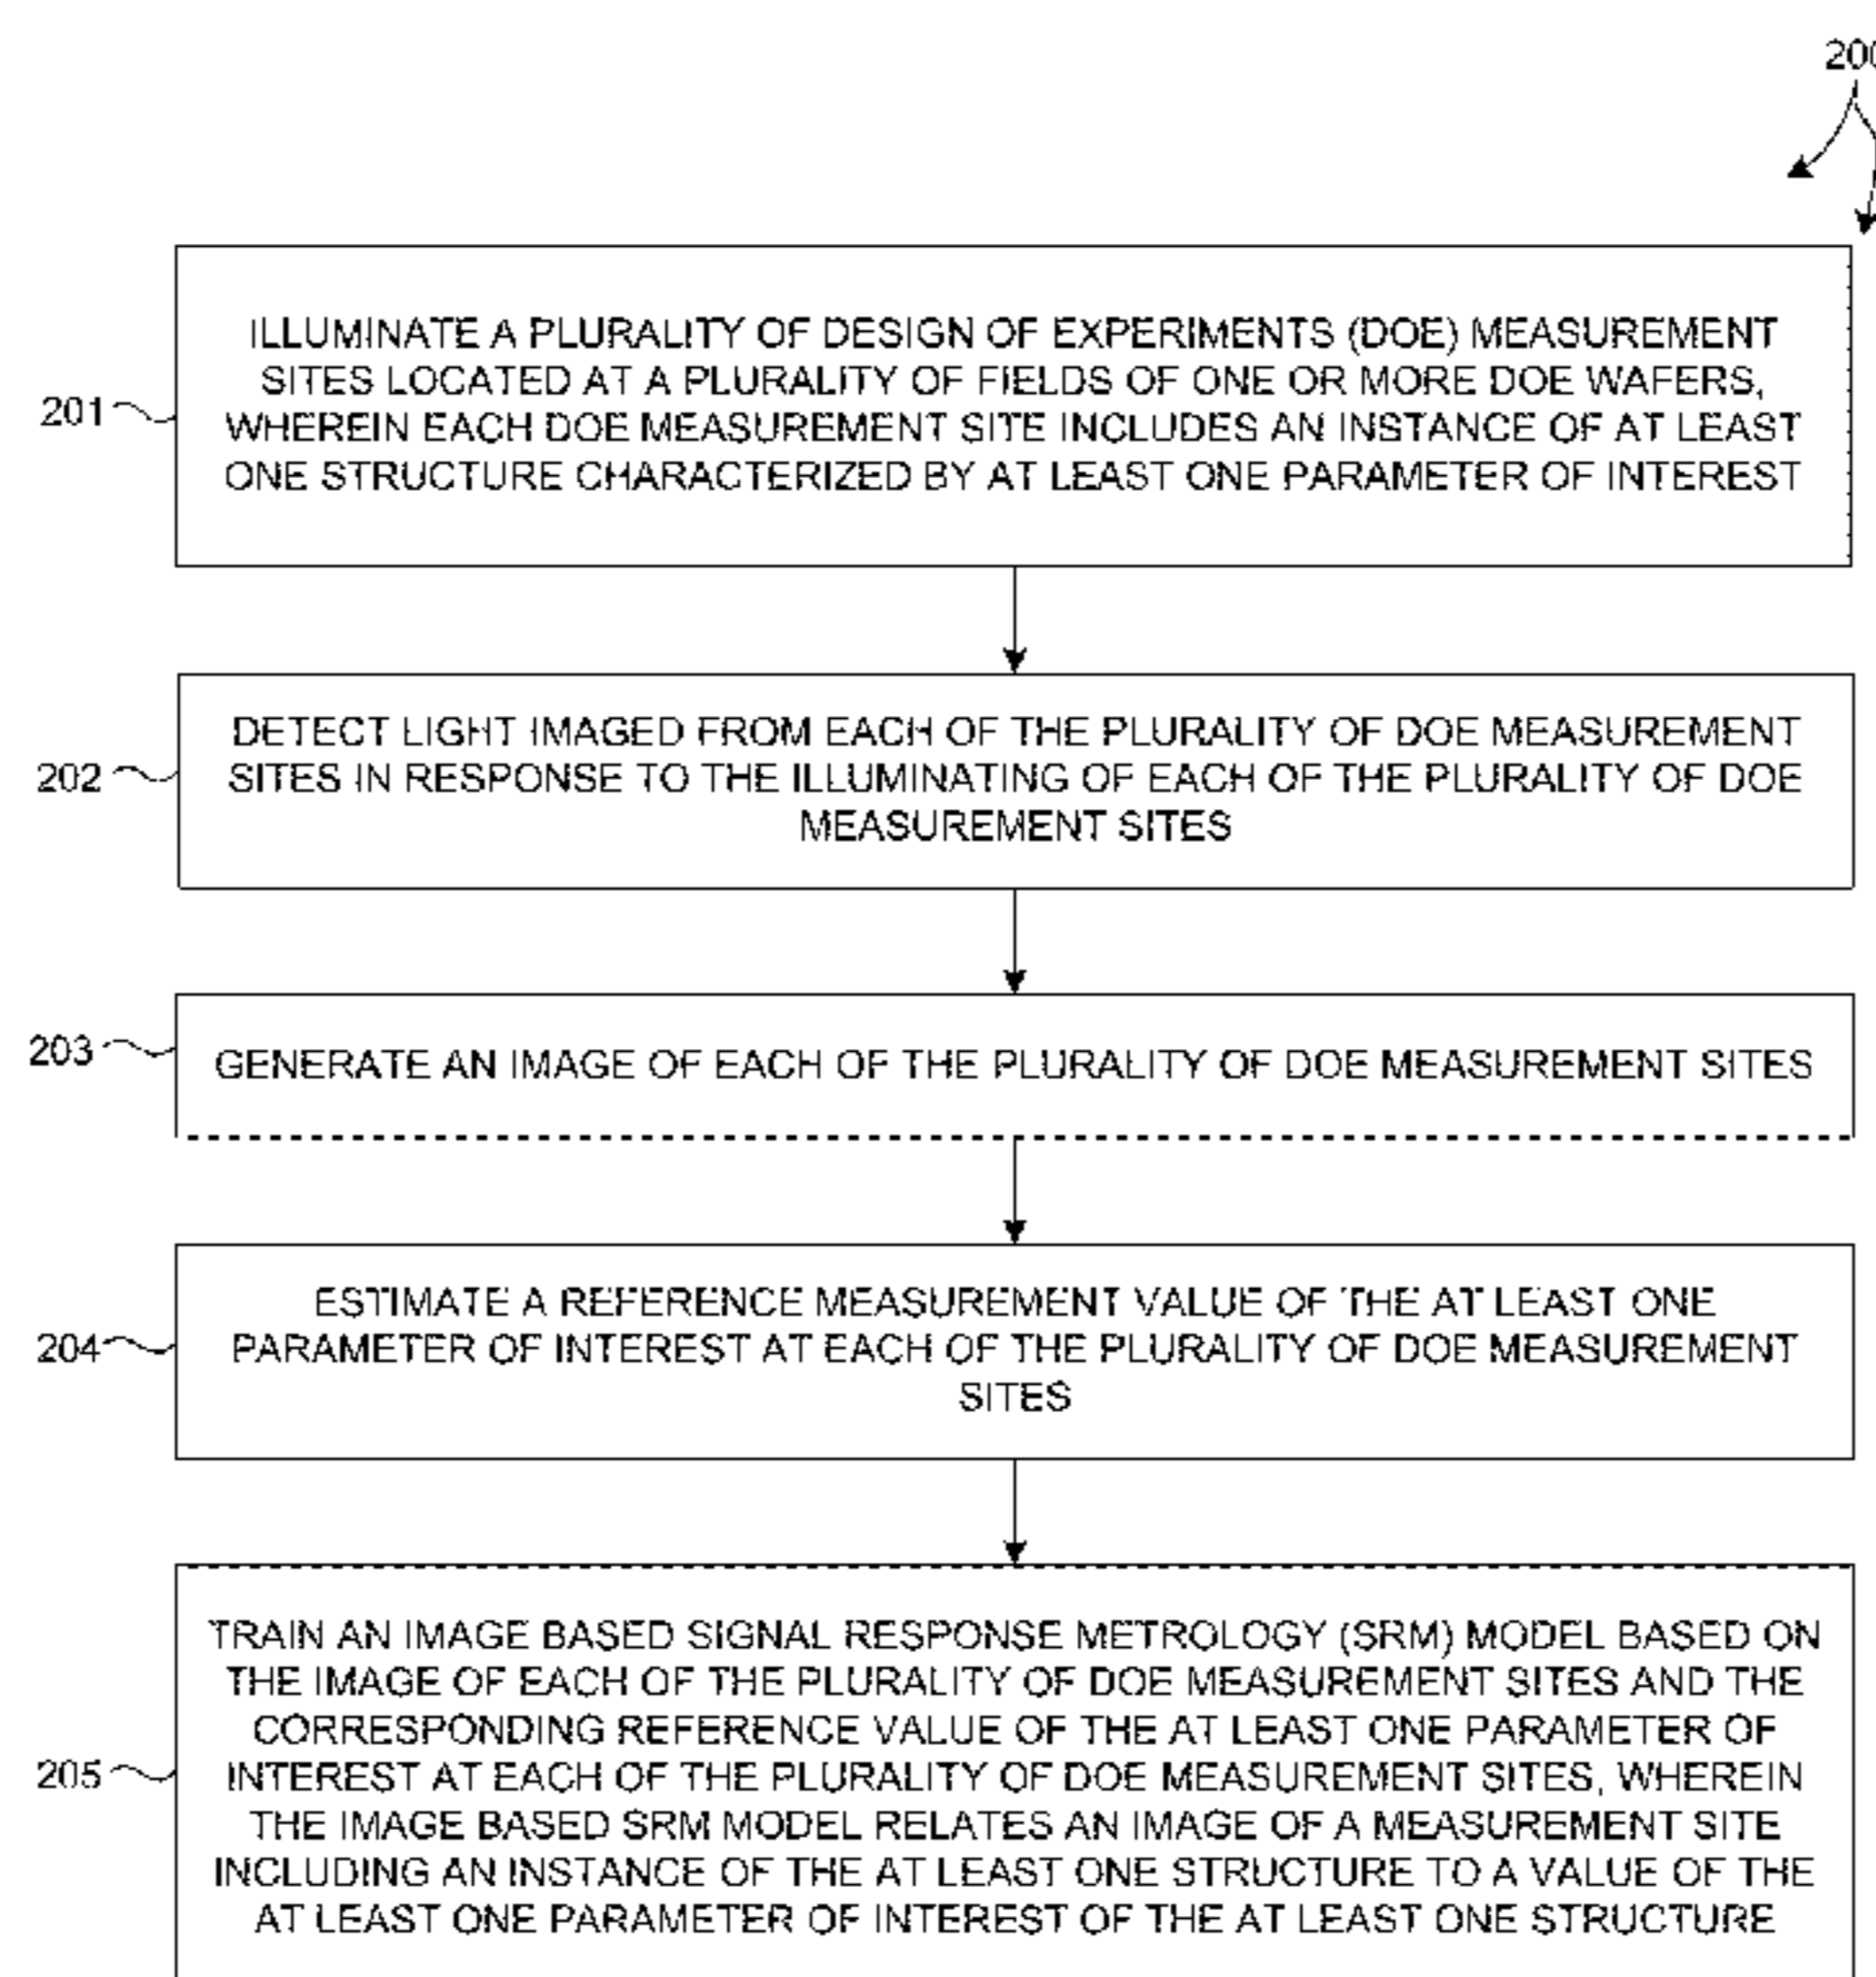 200
201
ILLUMINATE A PLURALITY OF DESIGN OF EXPERIMENTS (DOE) MEASUREMENT
SITES LOCATED AT A PLURALITY OF FIELDS OF ONE OR MORE DOE WAFERS,
WHEREIN EACH DOE MEASUREMENT SITE INCLUDES AN INSTANCE OF AT LEAST
ONE STRUCTURE CHARACTERIZED BY AT LEAST ONE PARAMETER OF INTEREST
202
DETECT LIGHT IMAGED FROM EACH OF THE PLURALITY OF DOE MEASUREMENT
SITES IN RESPONSE TO THE ILLUMINATING OF EACH OF THE PLURALITY OF DOE
MEASUREMENT SITES
203
GENERATE AN IMAGE OF EACH OF THE PLURALITY OF DOE MEASUREMENT SITES
204
ESTIMATE A REFERENCE MEASUREMENT VALUE OF THE AT LEAST ONE
PARAMETER OF INTEREST AT EACH OF THE PLURALITY OF DOE MEASUREMENT
SITES
205
TRAIN AN IMAGE BASED SIGNAL RESPONSE METROLOGY (SRM) MODEL BASED ON
THE IMAGE OF EACH OF THE PLURALITY OF DOE MEASUREMENT SITES AND THE
CORRESPONDING REFERENCE VALUE OF THE AT LEAST ONE PARAMETER OF
INTEREST AT EACH OF THE PLURALITY OF DOE MEASUREMENT SITES, WHEREIN
THE IMAGE BASED SRM MODEL RELATES AN IMAGE OF A MEASUREMENT SITE
INCLUDING AN INSTANCE OF THE AT LEAST ONE STRUCTURE TO A VALUE OF THE
AT LEAST ONE PARAMETER OF INTEREST OF THE AT LEAST ONE STRUCTURE